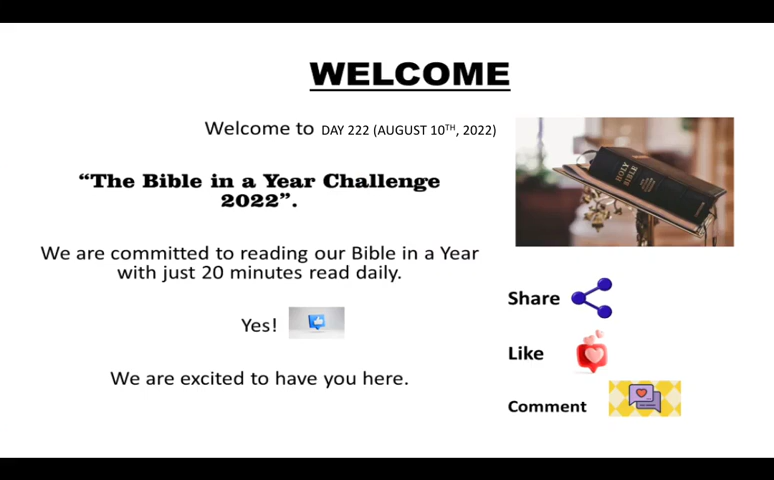 WELCOME
Welcome to DAY 222 (AUGUST 10TH, 2022)
“The Bible in a Year Challenge
2022”.
We are committed to reading our Bible in a Year
with just 20 minutes read daily.
Yes!
We are excited to have you here.
HOLY
BIBLE
Share
Like
Comment